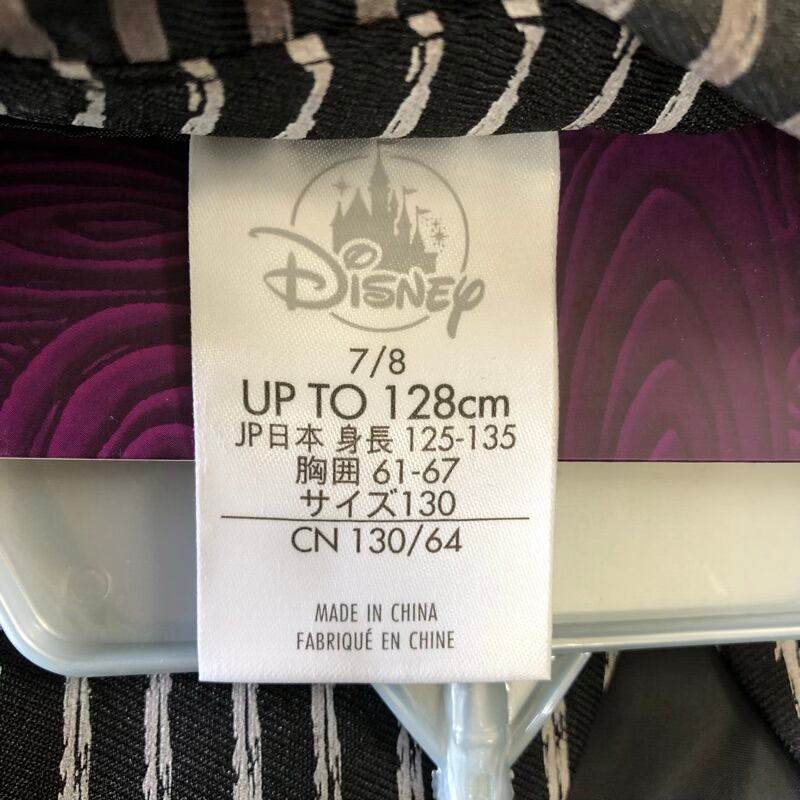 Disney
7/8
UP TO 128cm
JP日本 身長 125-135
胸囲 61-67
サイズ130
CN 130/64
MADE IN CHINA
FABRIQUÉ EN CHINE